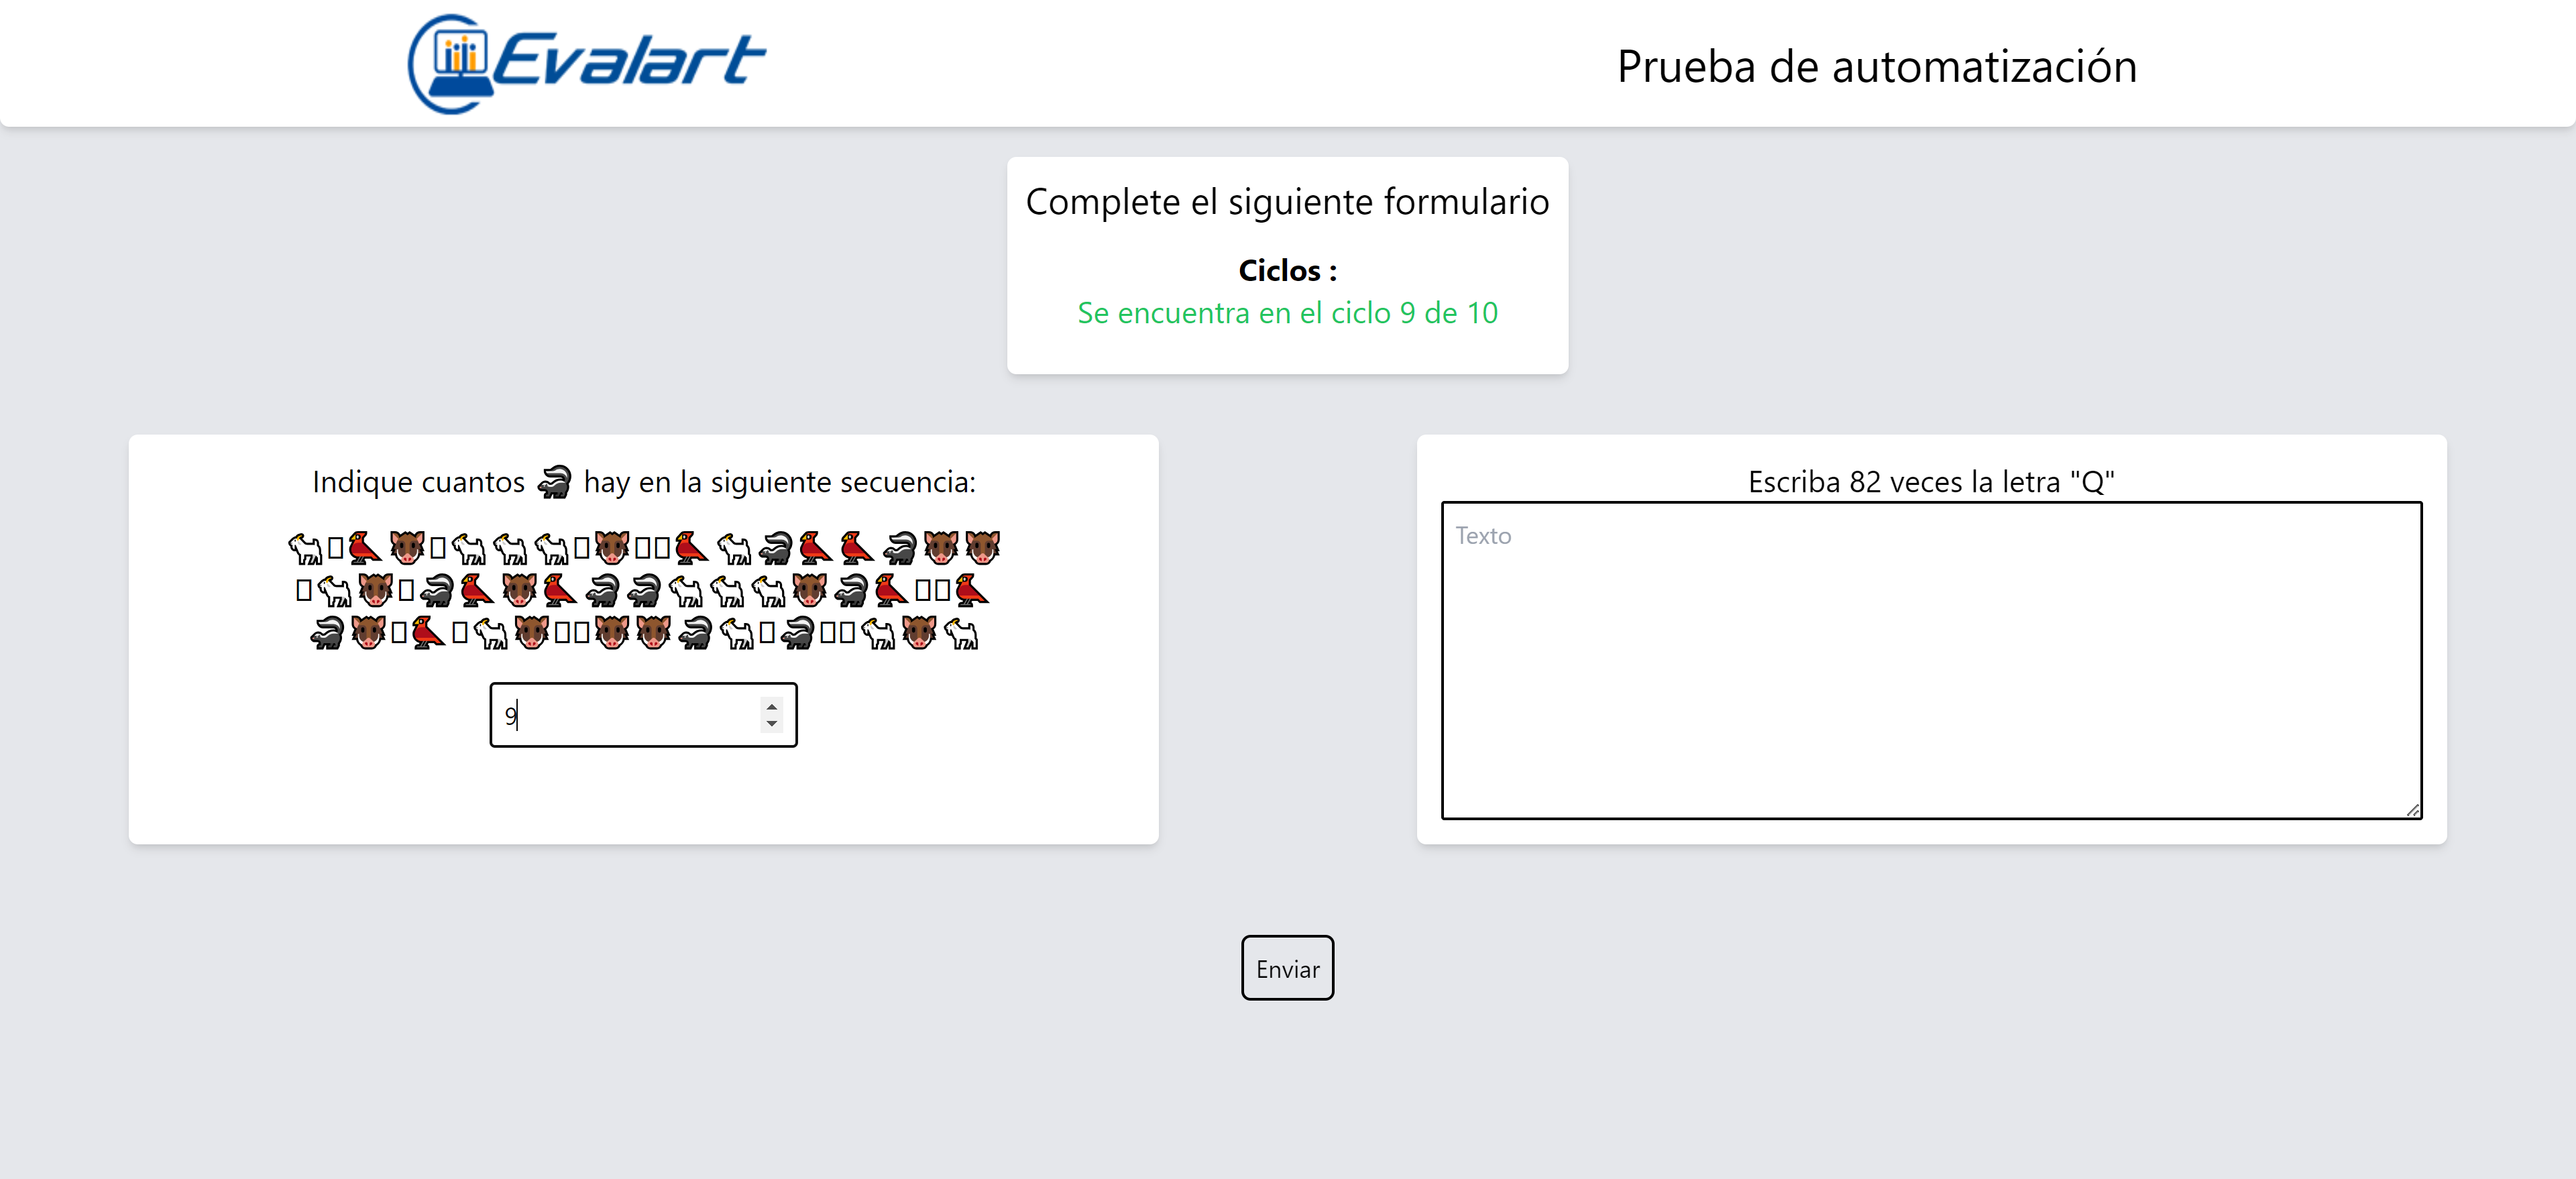 Evalart
Prueba de automatización
Complete el siguiente formulario
Ciclos :
Se encuentra en el ciclo 9 de 10
Indique cuantos 🦨 hay en la siguiente secuencia:
9
Escriba 82 veces la letra "Q"
Texto
Enviar